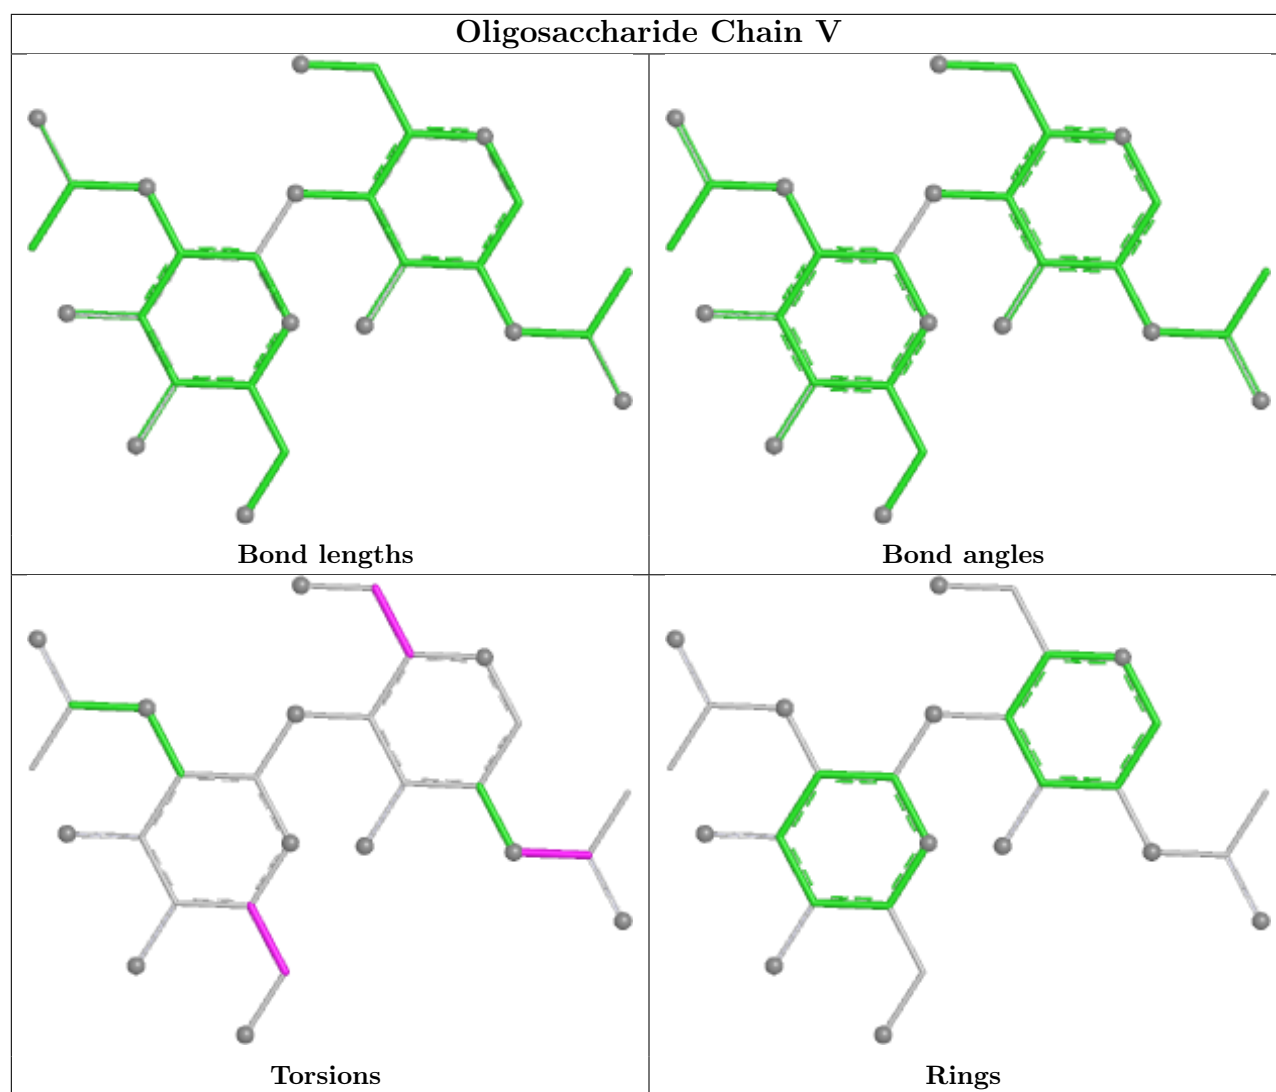 Oligosaccharide Chain V
Bond lengths
Bond angles
Torsions
Rings